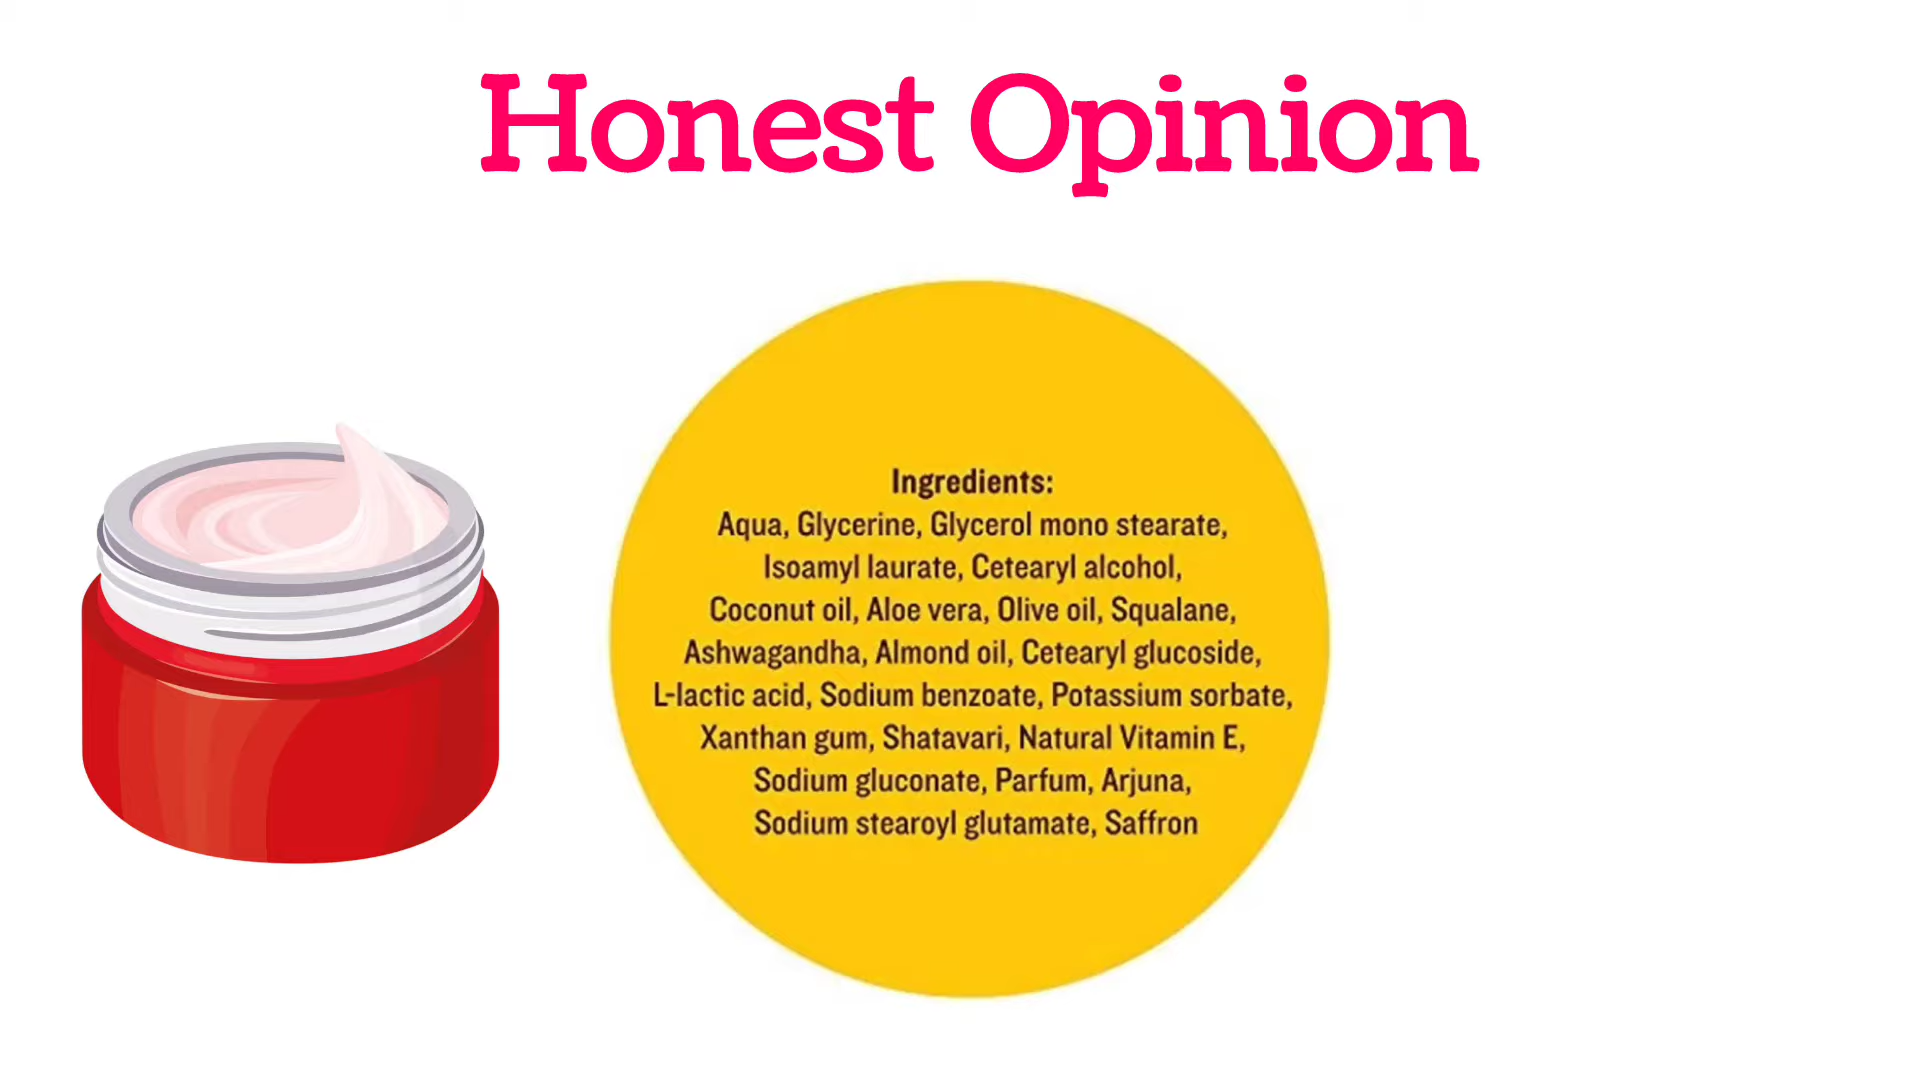 Honest Opinion
Ingredients:
Aqua, Glycerine, Glycerol mono stearate,
Isoamyl laurate, Cetearyl alcohol,
Coconut oil, Aloe vera, Olive oil, Squalane,
Ashwagandha, Almond oil, Cetearyl glucoside,
L-lactic acid, Sodium benzoate, Potassium sorbate,
Xanthan gum, Shatavari, Natural Vitamin E,
Sodium gluconate, Parfum, Arjuna,
Sodium stearoyl glutamate, Saffron